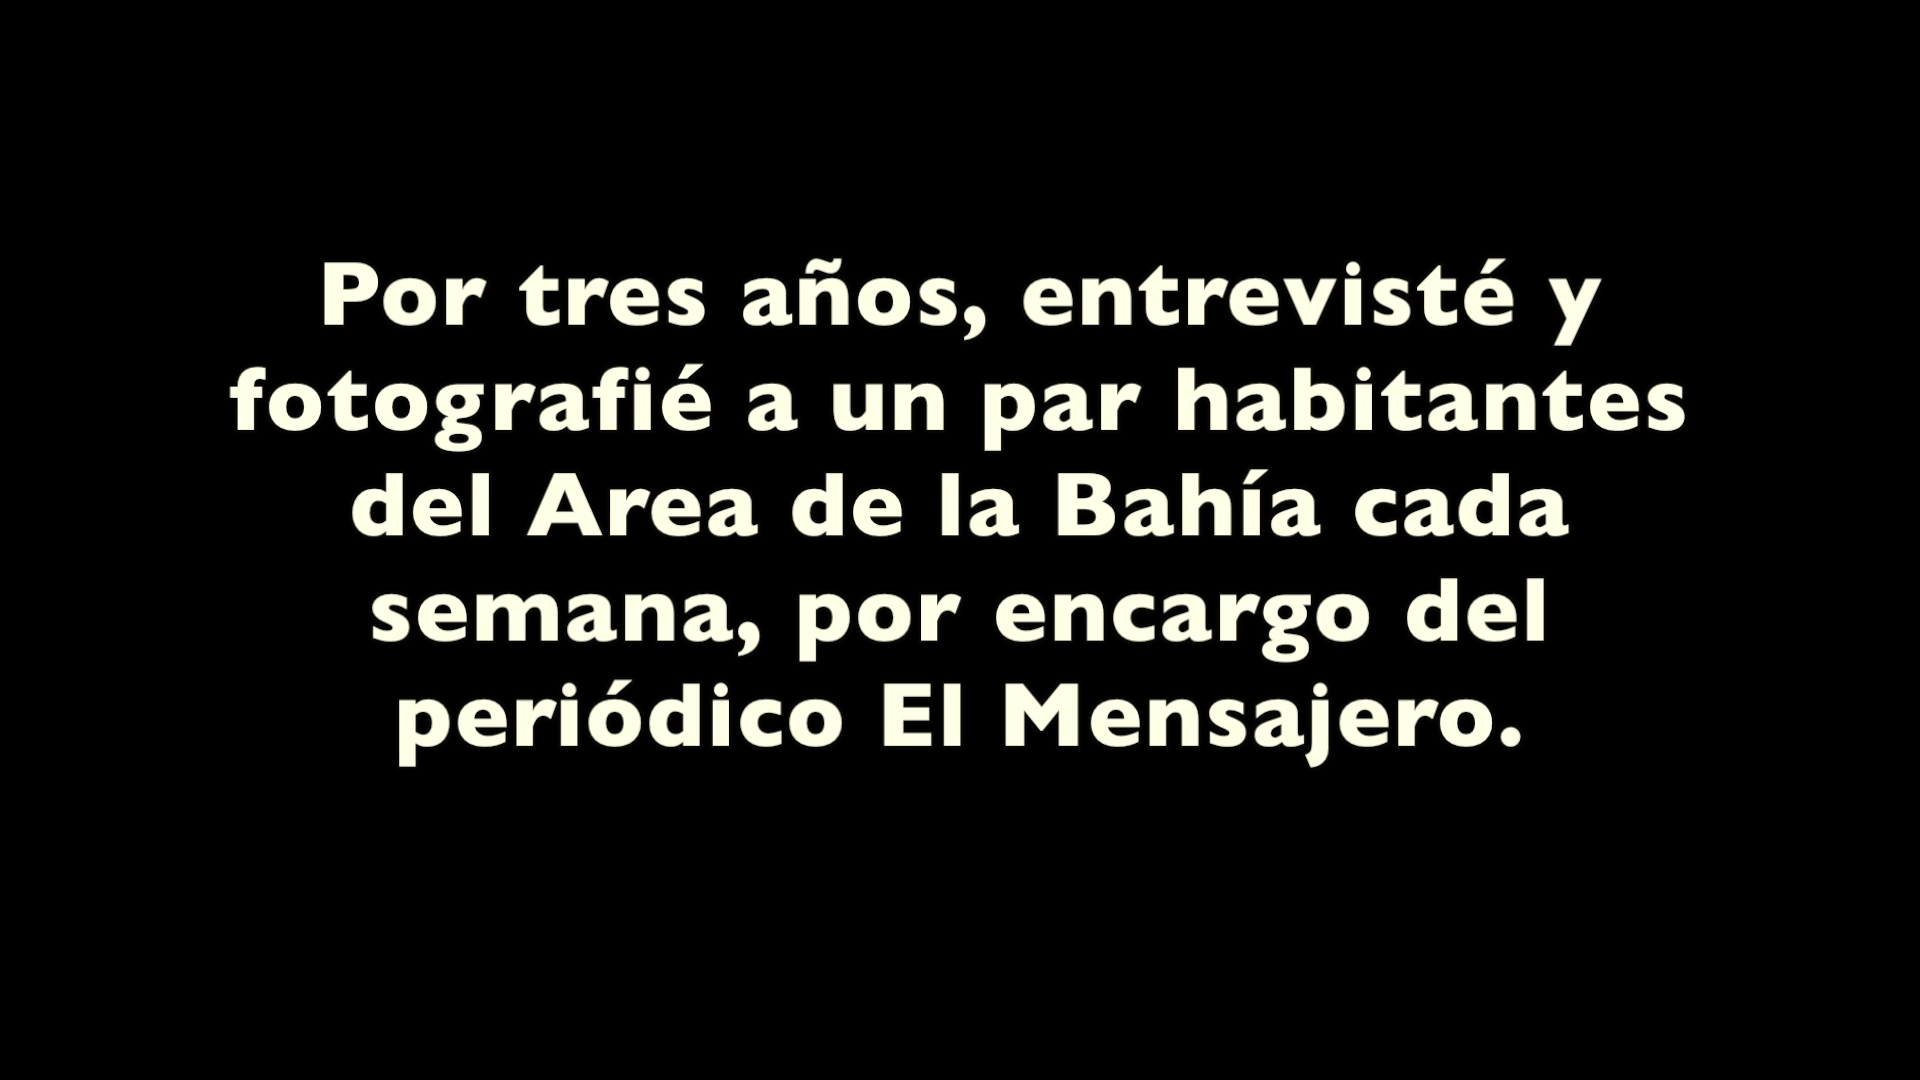 Por tres años, entrevisté y
fotografié a un par habitantes
del Area de la Bahía cada
semana, por encargo del
periódico El Mensajero.